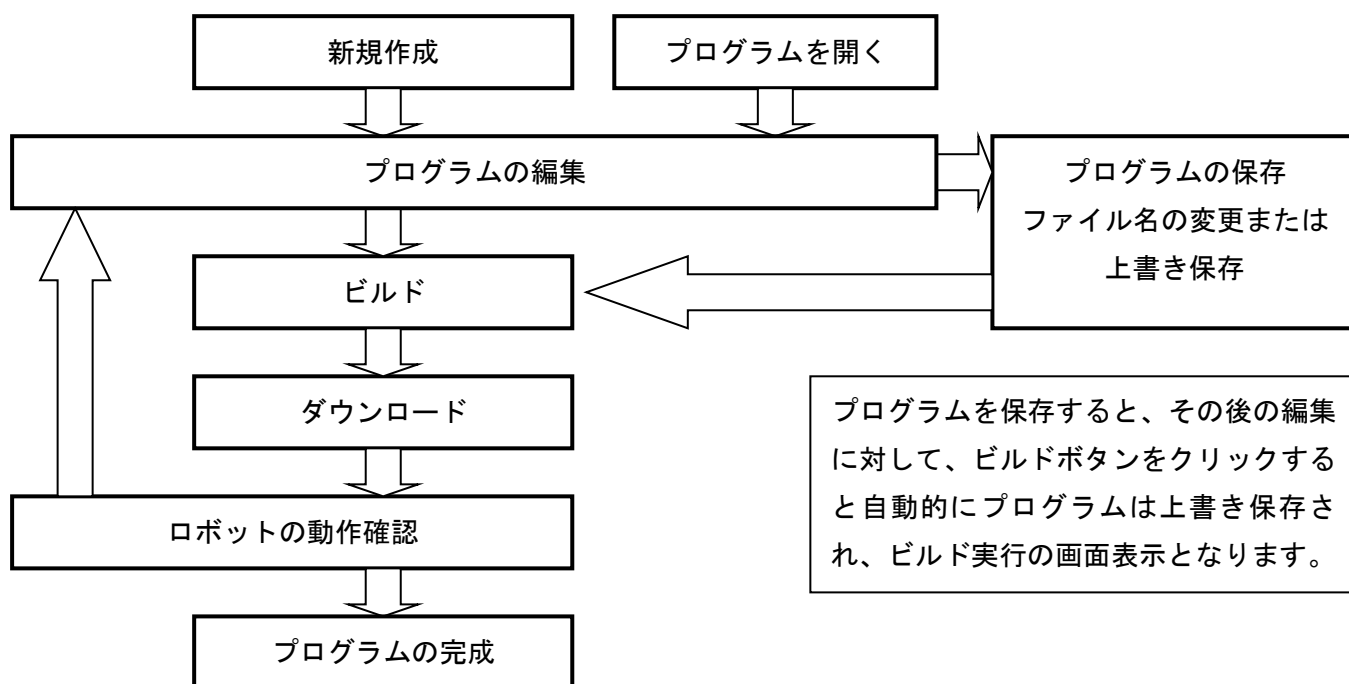 新規作成
プログラムを開く
プログラムの編集
プログラムの保存
ファイル名の変更または
上書き保存
ビルド
ダウンロード
プログラムを保存すると、その後の編集
に対して、ビルドボタンをクリックする
と自動的にプログラムは上書き保存さ
れ、ビルド実行の画面表示となります。
ロボットの動作確認
プログラムの完成